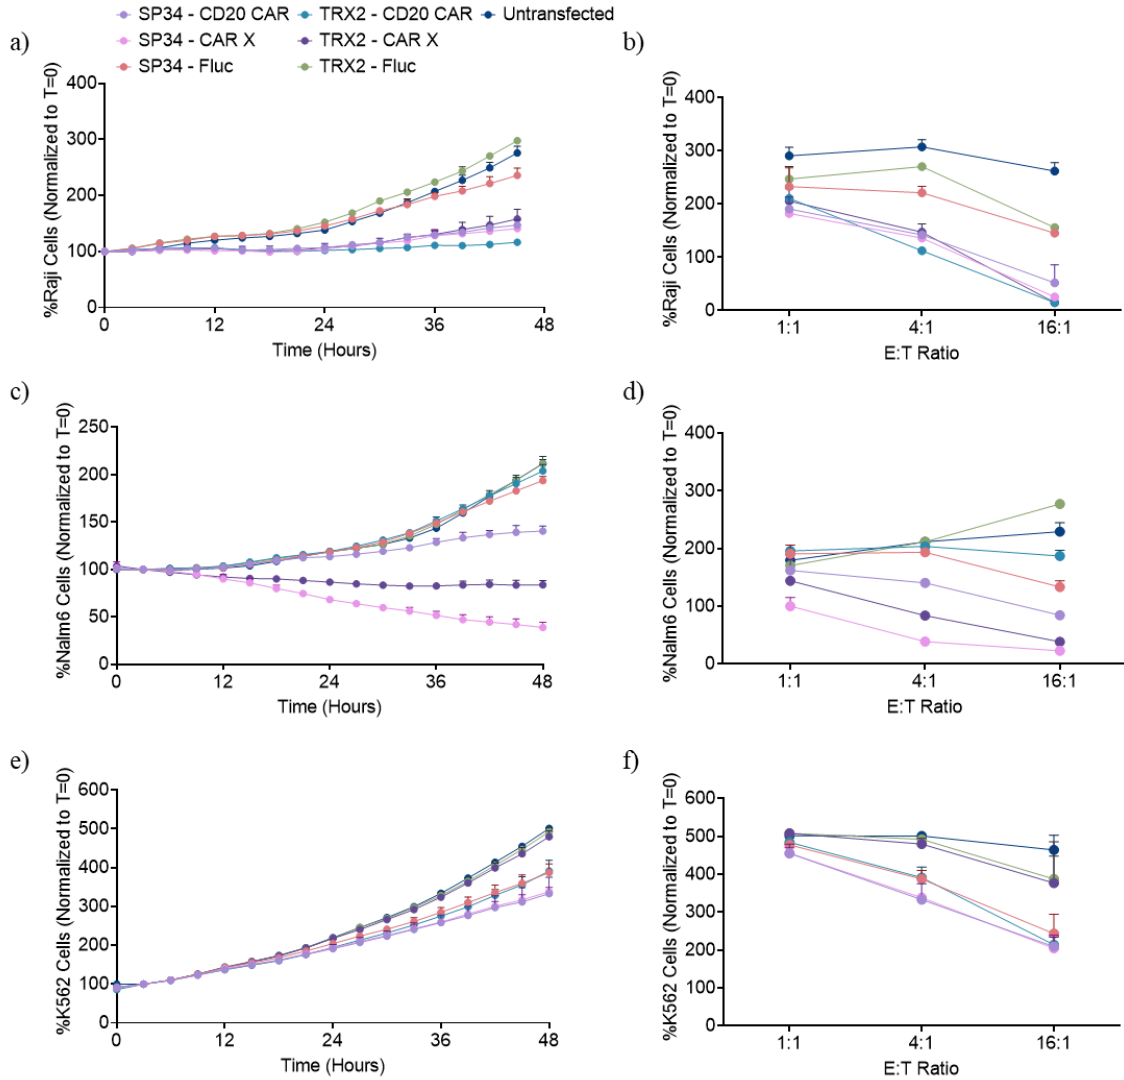 SP34 - CD20 CAR TRX2 - CD20 CAR Untransfected
SP34 - CAR X TRX2 - CAR X
SP34 - Fluc TRX2 - Fluc
a)
%Raji Cells (Normalized to T=0)
400
300
200
100
0
0 12 24 36 48
Time (Hours)
b)
%Raji Cells (Normalized to T=0)
400
300
200
100
0
1:1 4:1 16:1
E:T Ratio
c)
%Nalm6 Cells (Normalized to T=0)
250
200
150
100
50
0
0 12 24 36 48
Time (Hours)
d)
%Nalm6 Cells (Normalized to T=0)
400
300
200
100
0
1:1 4:1 16:1
E:T Ratio
e)
%K562 Cells (Normalized to T=0)
600
500
400
300
200
100
0
0 12 24 36 48
Time (Hours)
f)
%K562 Cells (Normalized to T=0)
600
500
400
300
200
100
0
1:1 4:1 16:1
E:T Ratio